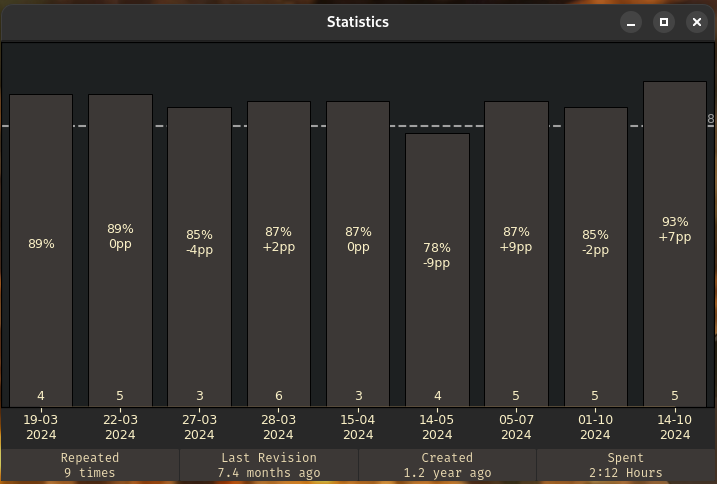 Statistics
8
89%
89%
0pp
85%
-4pp
87%
+2pp
87%
0pp
78%
-9pp
87%
+9pp
85%
-2pp
93%
+7pp
4
5
3
6
3
4
5
5
5
19-03
2024
22-03
2024
27-03
2024
28-03
2024
15-04
2024
14-05
2024
05-07
2024
01-10
2024
14-10
2024
Repeated
9 times
Last Revision
7.4 months ago
Created
1.2 year ago
Spent
2:12 Hours